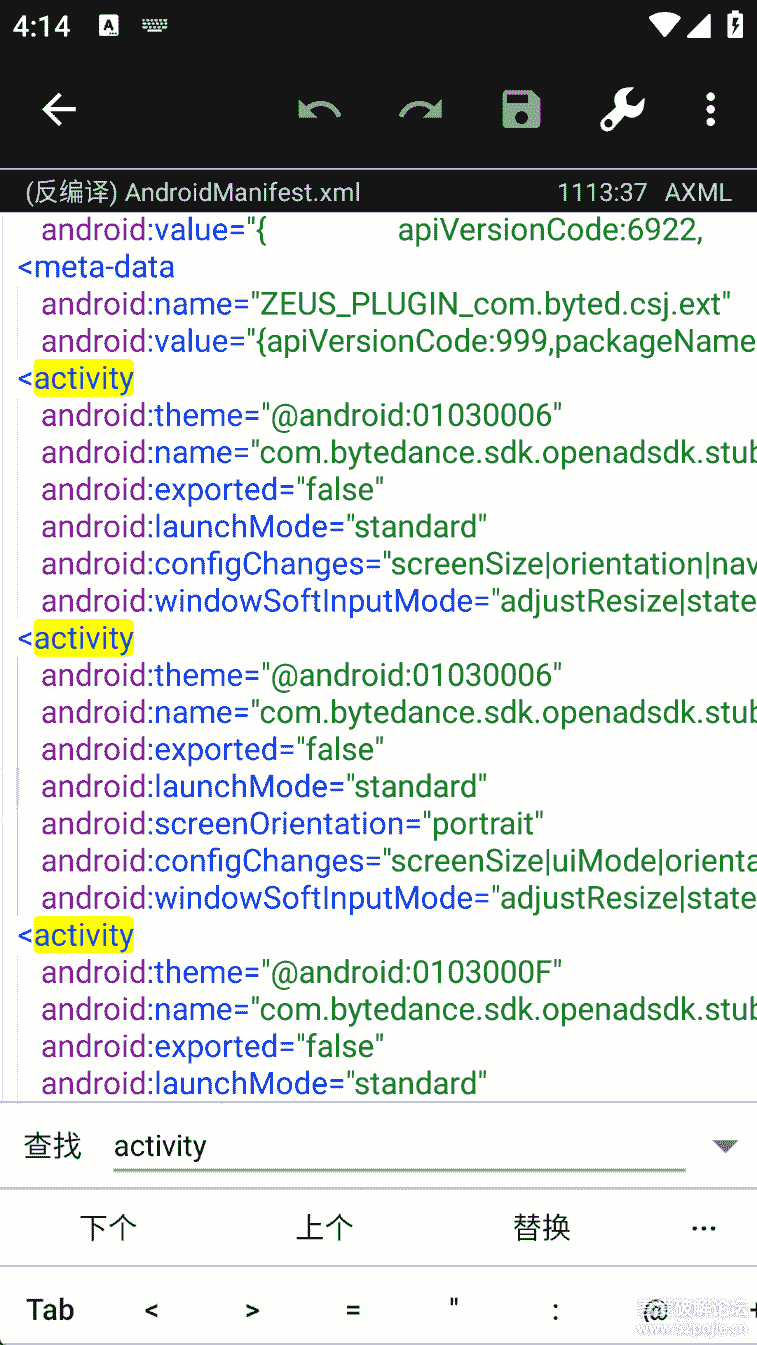 4:14
A
(反编译) AndroidManifest.xml 1113:37 AXML
android:value="{ apiVersionCode:6922,
<meta-data
android:name="ZEUS_PLUGIN_com.byted.csj.ext"
android:value="{apiVersionCode:999,packageName
<activity
android:theme="@android:01030006"
android:name="com.bytedance.sdk.openadsdk.stub
android:exported="false"
android:launchMode="standard"
android:configChanges="screenSize|orientation|nav
android:windowSoftInputMode="adjustResize|state
<activity
android:theme="@android:01030006"
android:name="com.bytedance.sdk.openadsdk.stub
android:exported="false"
android:launchMode="standard"
android:screenOrientation="portrait"
android:configChanges="screenSize|uiMode|orienta
android:windowSoftInputMode="adjustResize|state
<activity
android:theme="@android:0103000F"
android:name="com.bytedance.sdk.openadsdk.stub
android:exported="false"
android:launchMode="standard"
查找 activity
下个 上个 替换 ...
Tab < > = " : @ +
www.52pojie.cn